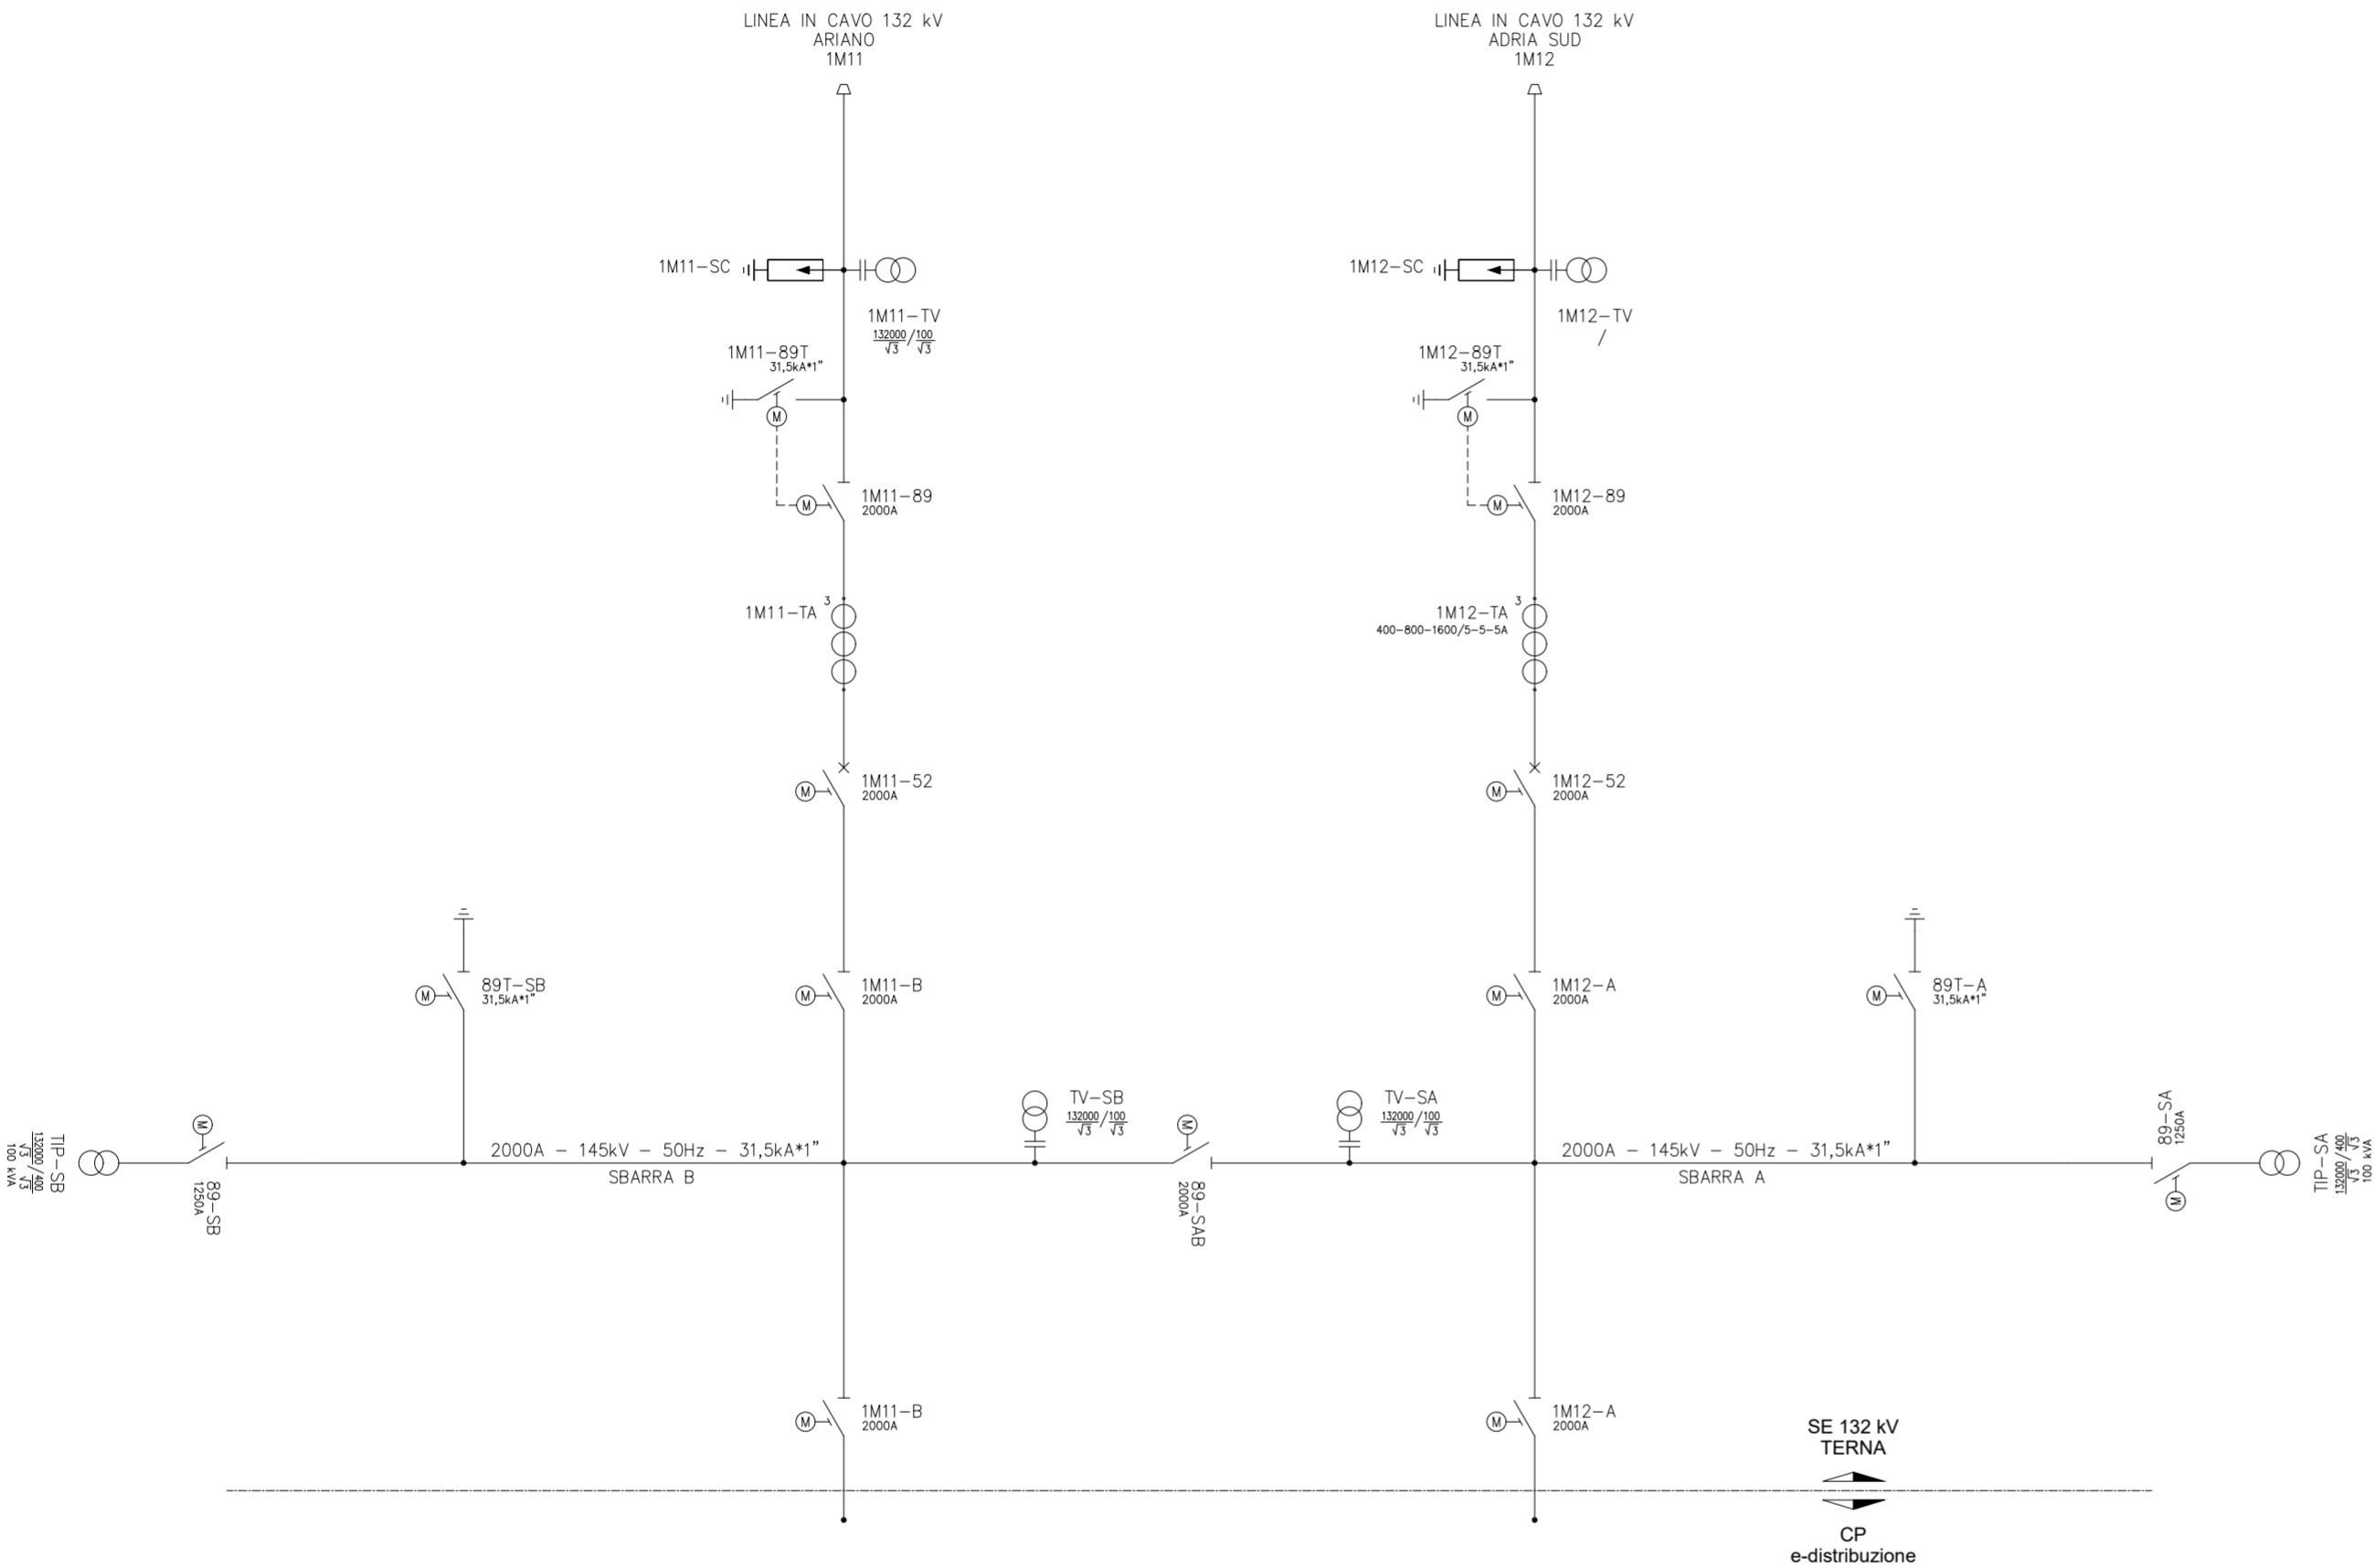 LINEA IN CAVO 132 kV
ARIANO
1M11
LINEA IN CAVO 132 kV
ADRIA SUD
1M12
1M11-SC
1M11-TV
132000/√3 / 100/√3
1M11-89T
31,5kA*1"
M
M
1M11-89
2000A
1M11-TA
3
M
1M11-52
2000A
M
1M11-B
2000A
1M12-SC
1M12-TV
/
1M12-89T
31,5kA*1"
M
M
1M12-89
2000A
1M12-TA
3
400-800-1600/5-5-5A
M
1M12-52
2000A
M
1M12-A
2000A
M
89T-SB
31,5kA*1"
M
89T-A
31,5kA*1"
TIP-SB
132000/√3 / 400/√3
100 kVA
M
89-SB
1250A
2000A - 145kV - 50Hz - 31,5kA*1"
SBARRA B
TV-SB
132000/√3 / 100/√3
M
89-SAB
2000A
TV-SA
132000/√3 / 100/√3
2000A - 145kV - 50Hz - 31,5kA*1"
SBARRA A
89-SA
1250A
M
TIP-SA
132000/√3 / 400/√3
100 kVA
M
1M11-B
2000A
M
1M12-A
2000A
SE 132 kV
TERNA
CP
e-distribuzione